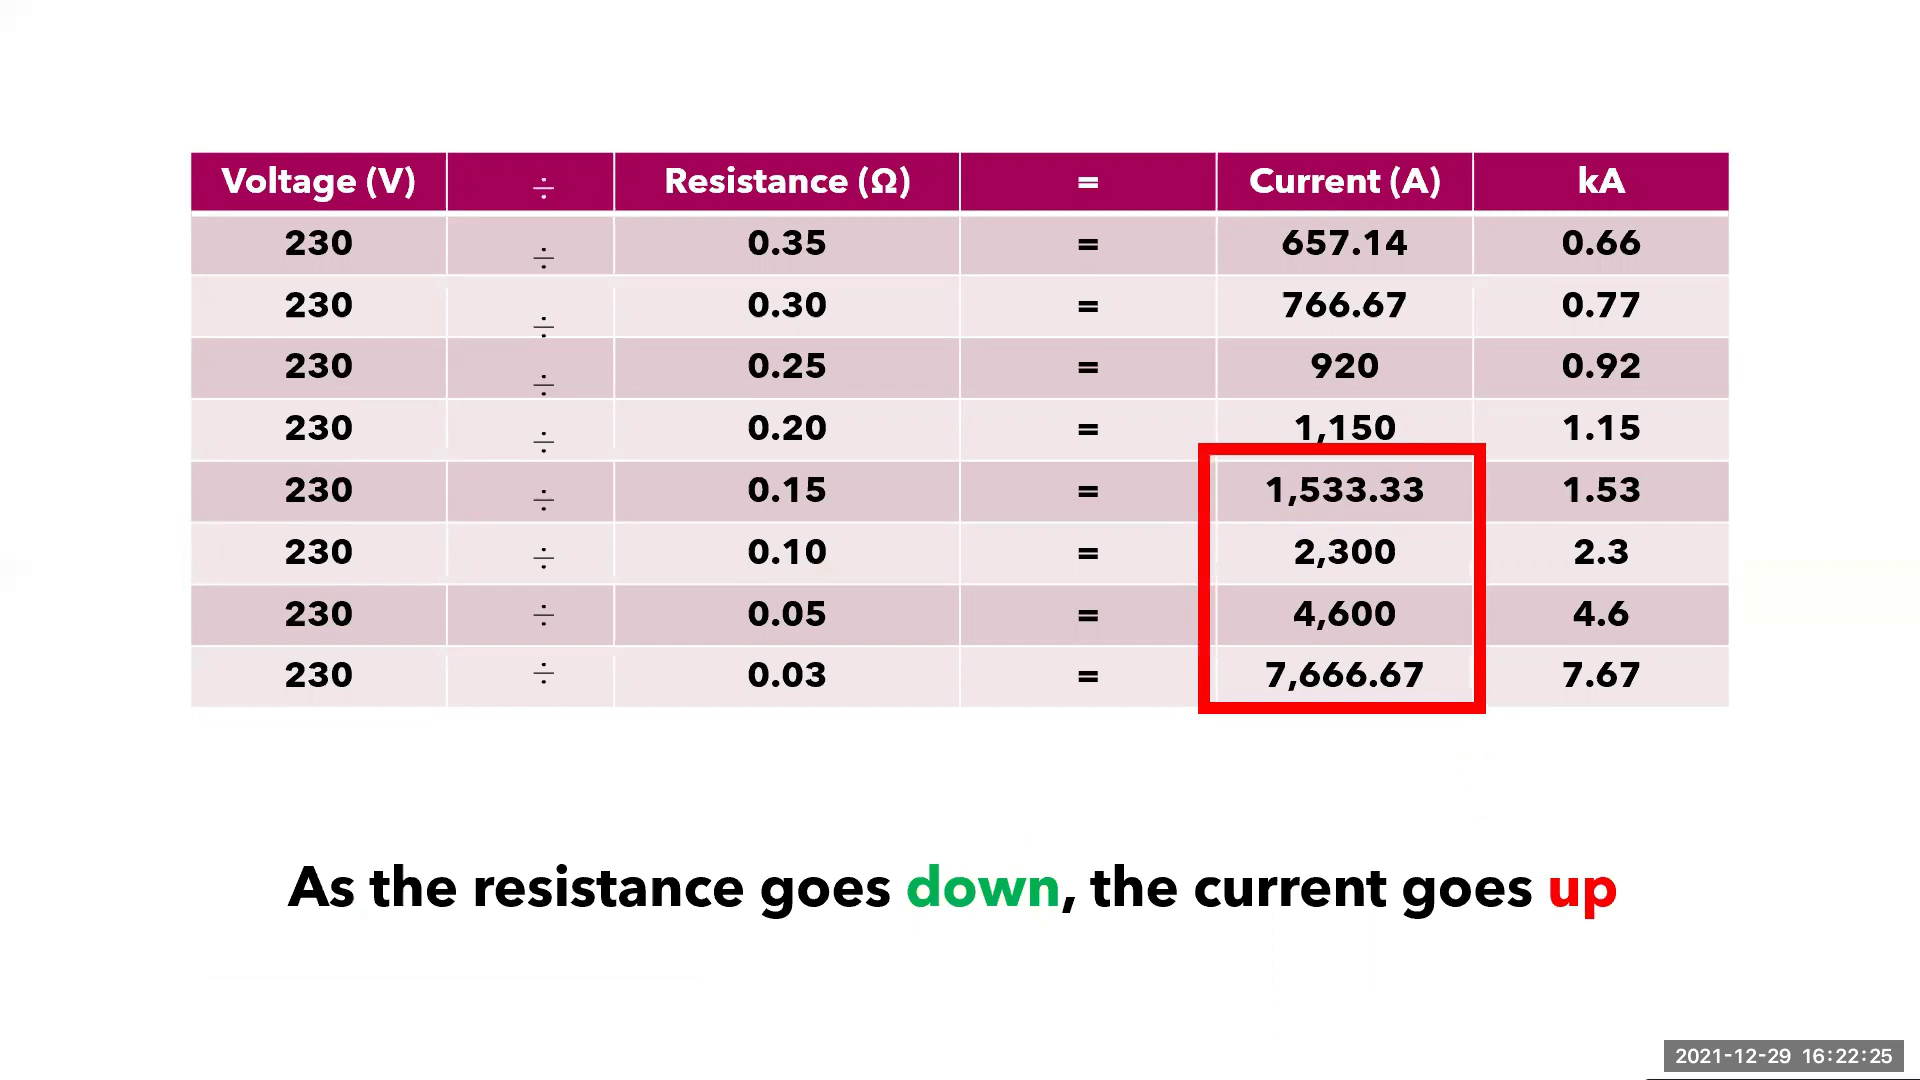 Voltage (V) ÷ Resistance (Ω) = Current (A) kA
230 ÷ 0.35 = 657.14 0.66
230 ÷ 0.30 = 766.67 0.77
230 ÷ 0.25 = 920 0.92
230 ÷ 0.20 = 1,150 1.15
230 ÷ 0.15 = 1,533.33 1.53
230 ÷ 0.10 = 2,300 2.3
230 ÷ 0.05 = 4,600 4.6
230 ÷ 0.03 = 7,666.67 7.67
As the resistance goes down, the current goes up
2021-12-29 16:22:25